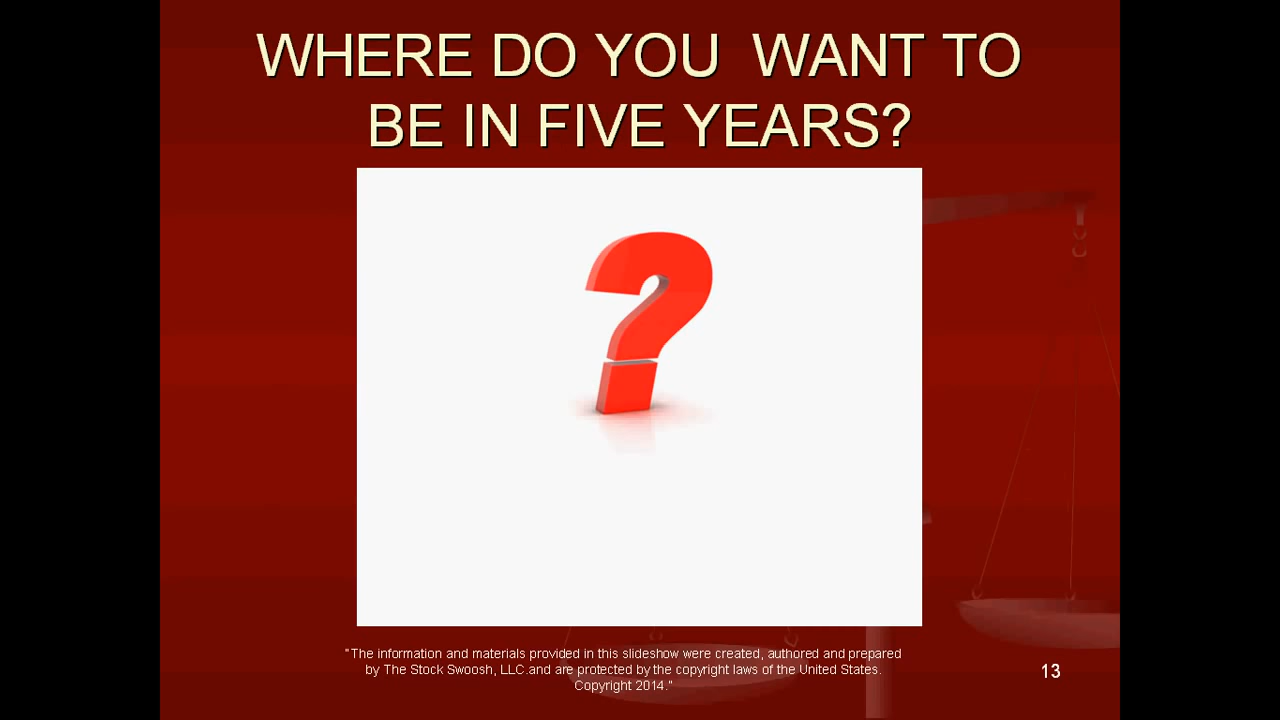 WHERE DO YOU  WANT TO
BE IN FIVE YEARS?
"The information and materials provided in this slideshow were created, authored and prepared
by The Stock Swoosh, LLC.and are protected by the copyright laws of the United States.
Copyright 2014."
13